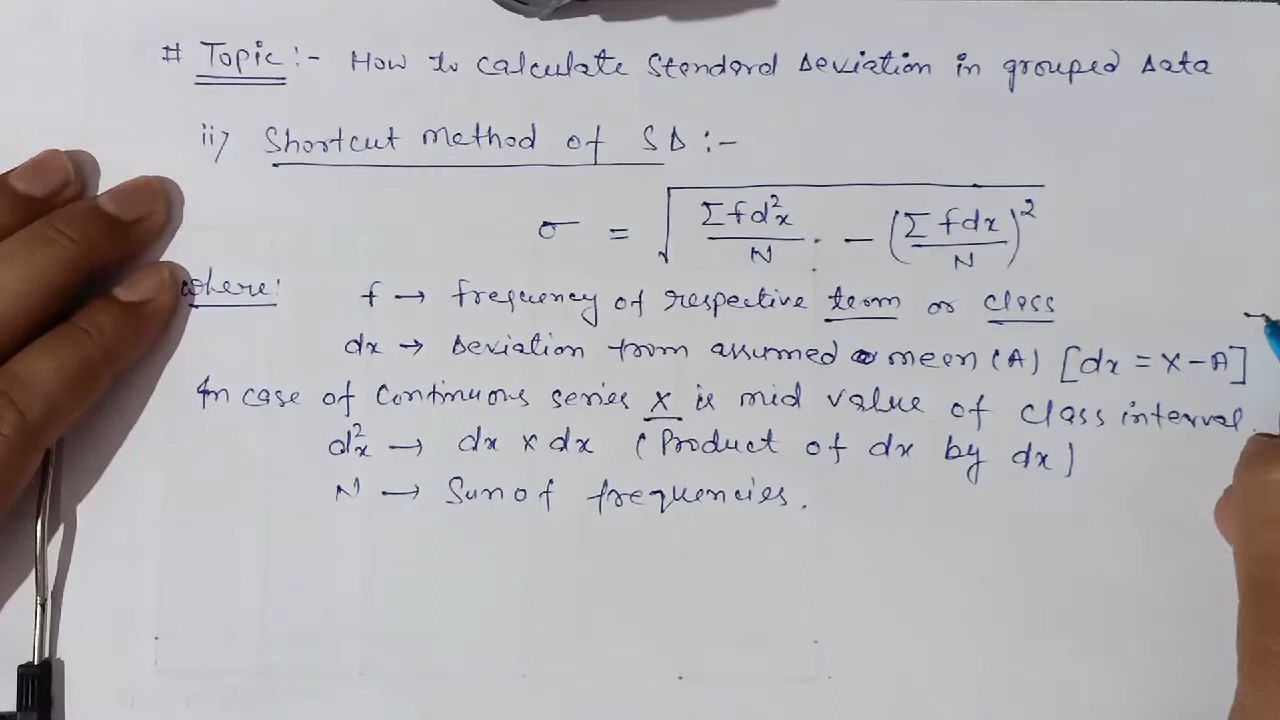 # Topic :- How to calculate Standard Deviation in grouped Data
ii) Shortcut method of SD :-
σ = √(Σfd²x/N - (Σfdx/N)²)
where:
f → frequency of respective term or class
dx → Deviation from assumed mean (A) [dx = X - A]
In case of continuous series X is mid value of class interval.
d²x → dx x dx (Product of dx by dx)
N → Sum of frequencies.